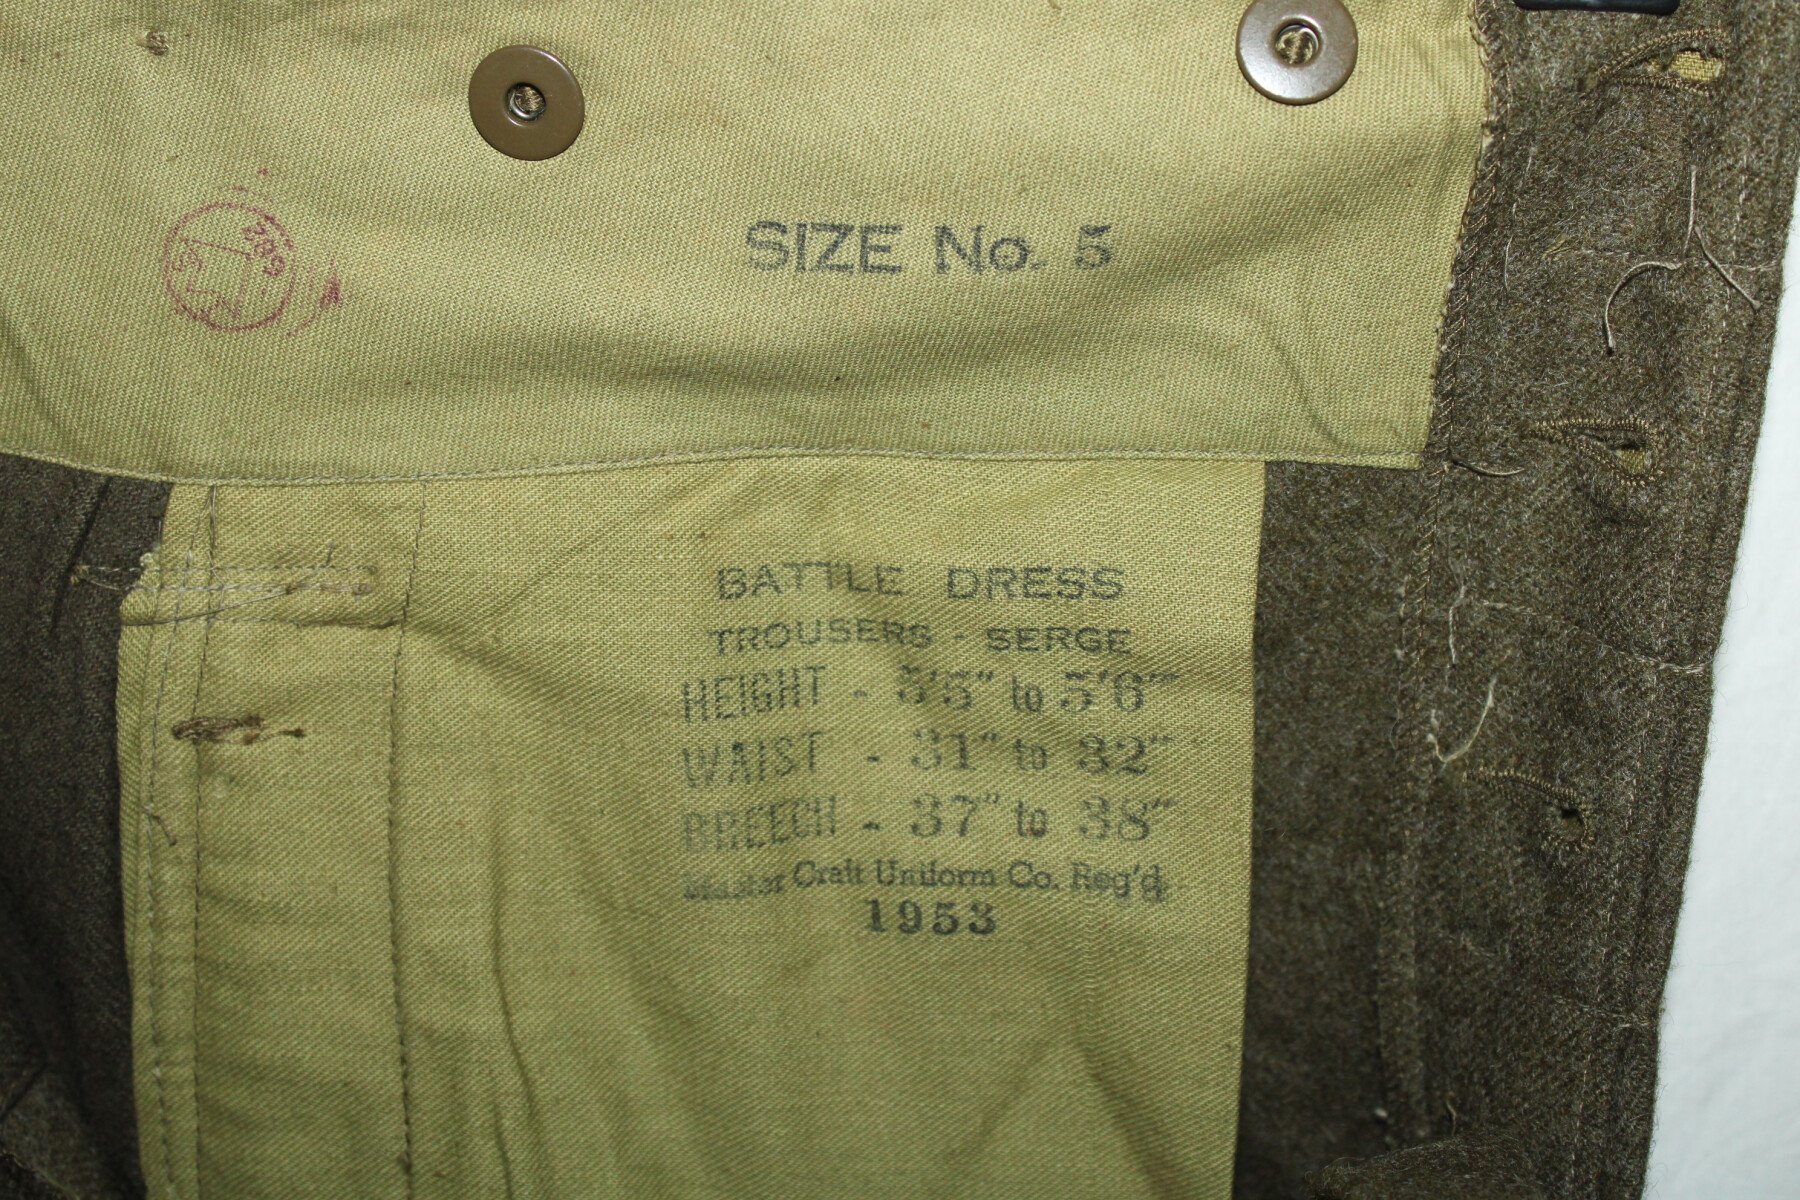 SIZE No. 5
BATTLE DRESS
TROUSERS - SERGE
HEIGHT - 5'5" to 5'6"
WAIST - 31" to 32"
BREECH - 37" to 38"
Master Craft Uniform Co. Reg'd.
1953